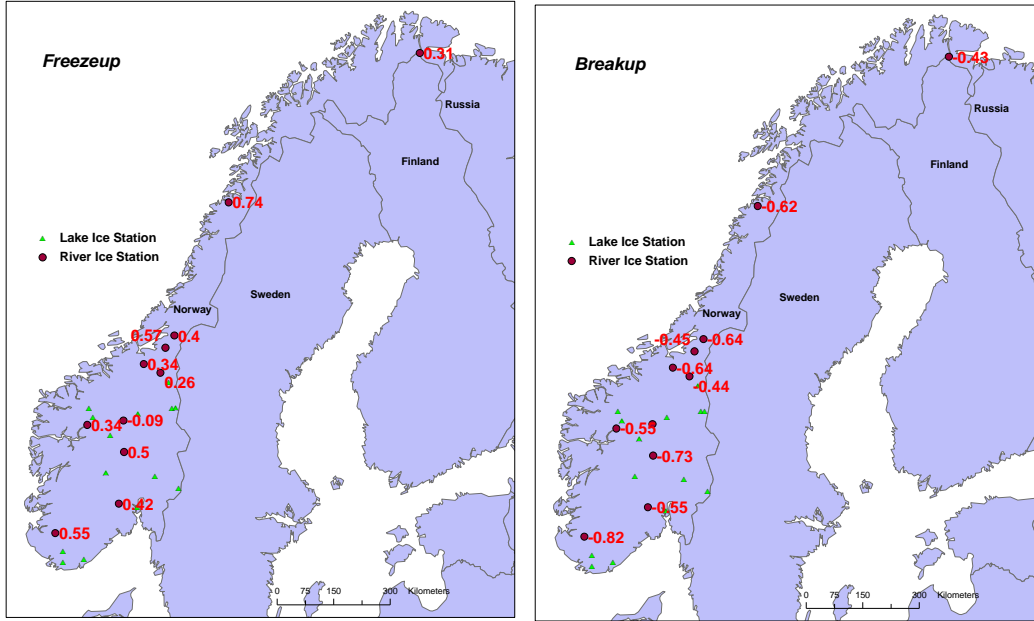 Freezeup
0.31
Russia
Finland
0.74
Lake Ice Station
River Ice Station
Sweden
Norway
0.57
0.4
0.34
0.26
-0.09
0.34
0.5
0.42
0.55
0 75 150 300 Kilometers
Breakup
-0.43
Russia
Finland
-0.62
Lake Ice Station
River Ice Station
Sweden
Norway
-0.45
-0.64
-0.64
-0.44
-0.55
-0.73
-0.55
-0.82
0 75 150 300 Kilometers